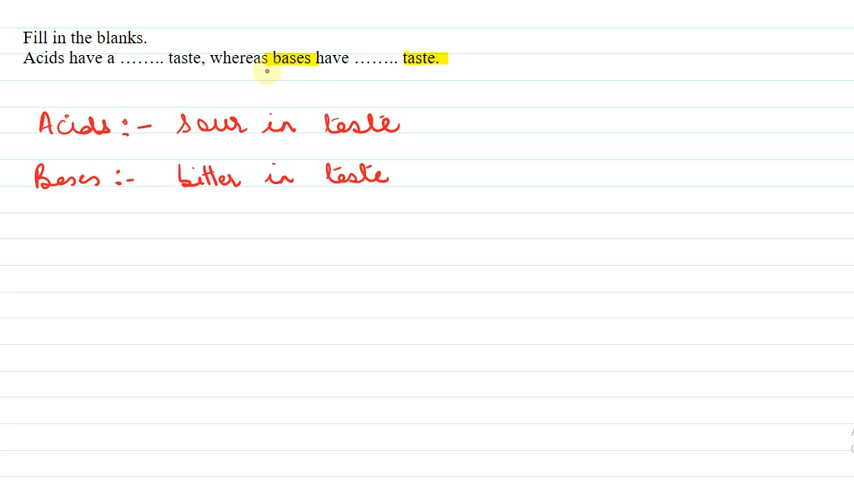 Fill in the blanks.
Acids have a …….. taste, whereas bases have …….. taste.
Acids :- sour in taste
Bases :- bitter in taste